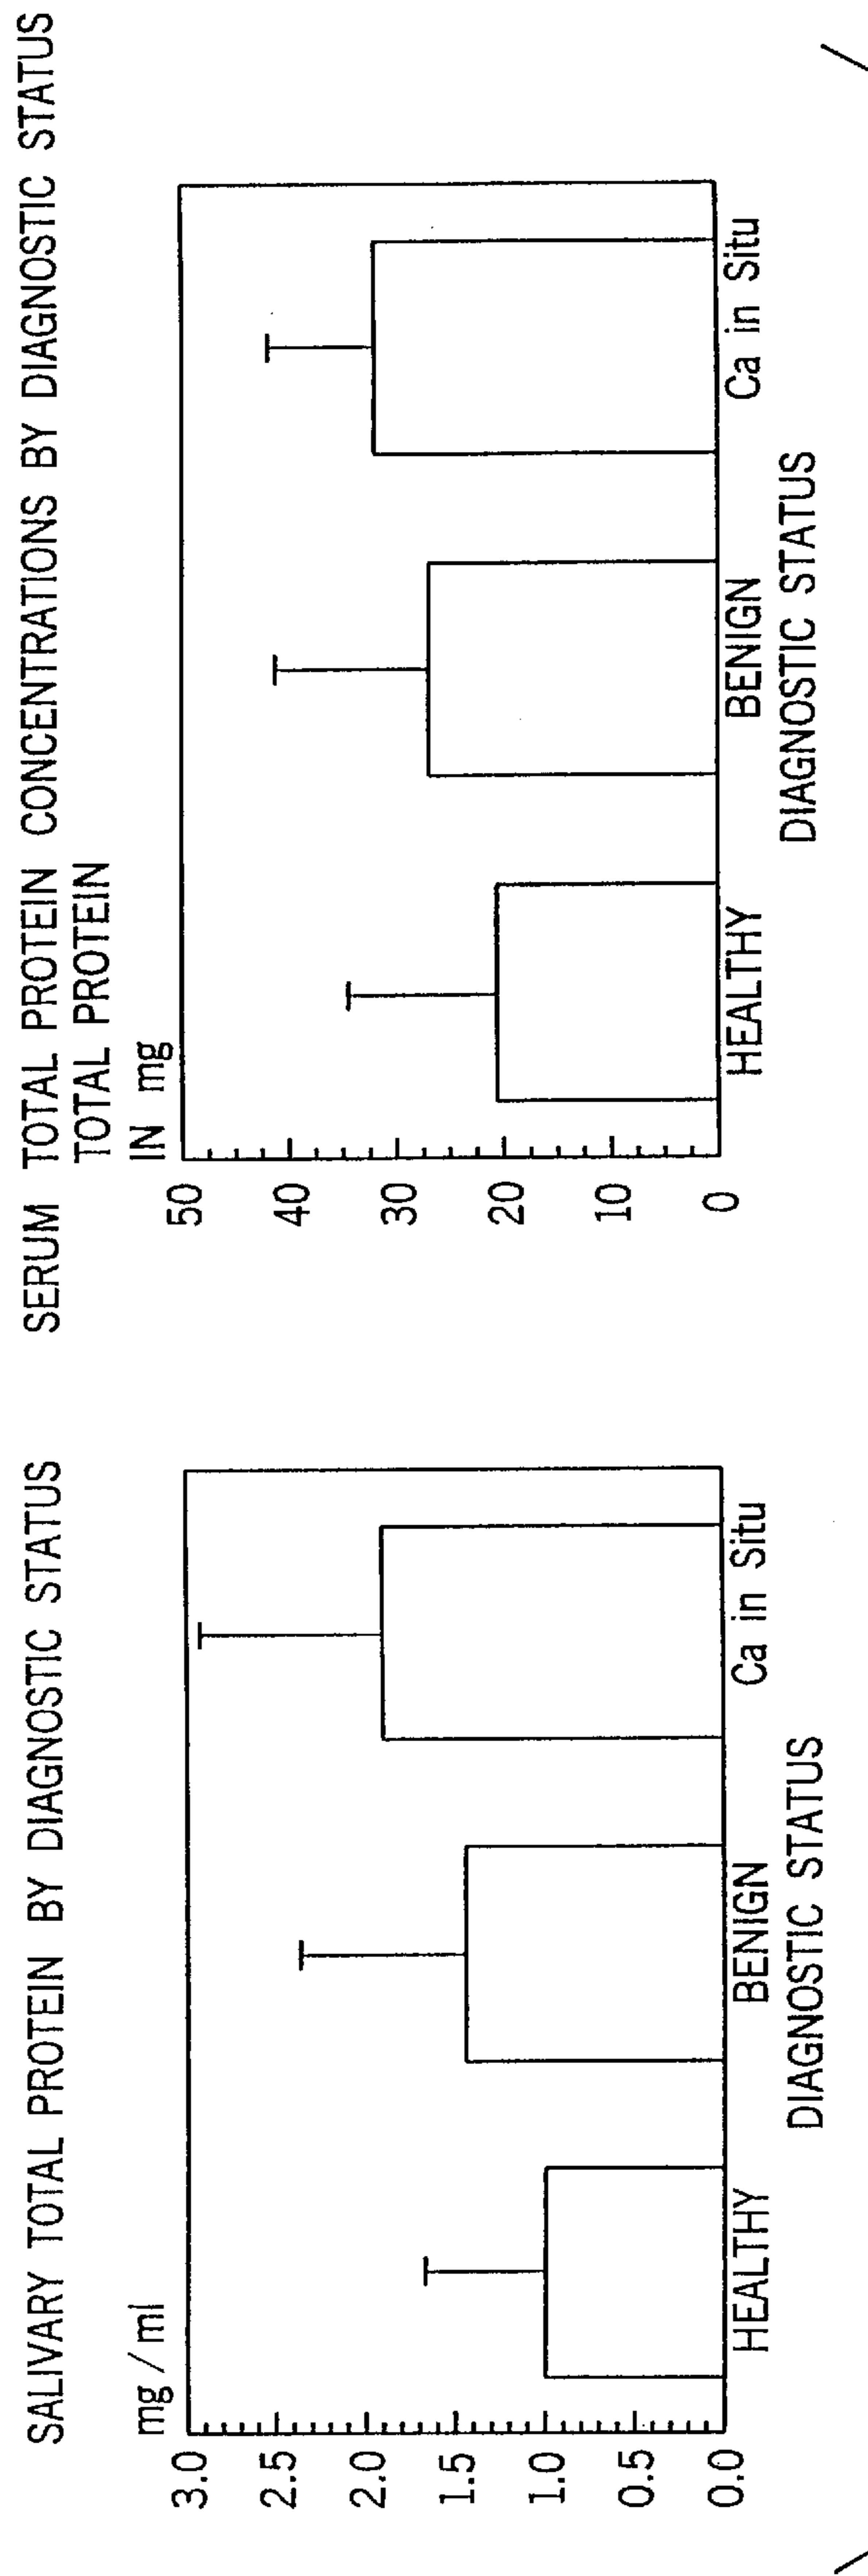 SALIVARY TOTAL PROTEIN BY DIAGNOSTIC STATUS
mg/ml
3.0
2.5
2.0
1.5
1.0
0.5
0.0
HEALTHY BENIGN Ca in Situ
DIAGNOSTIC STATUS
SERUM TOTAL PROTEIN CONCENTRATIONS BY DIAGNOSTIC STATUS
TOTAL PROTEIN
IN mg
50
40
30
20
10
0
HEALTHY BENIGN Ca in Situ
DIAGNOSTIC STATUS